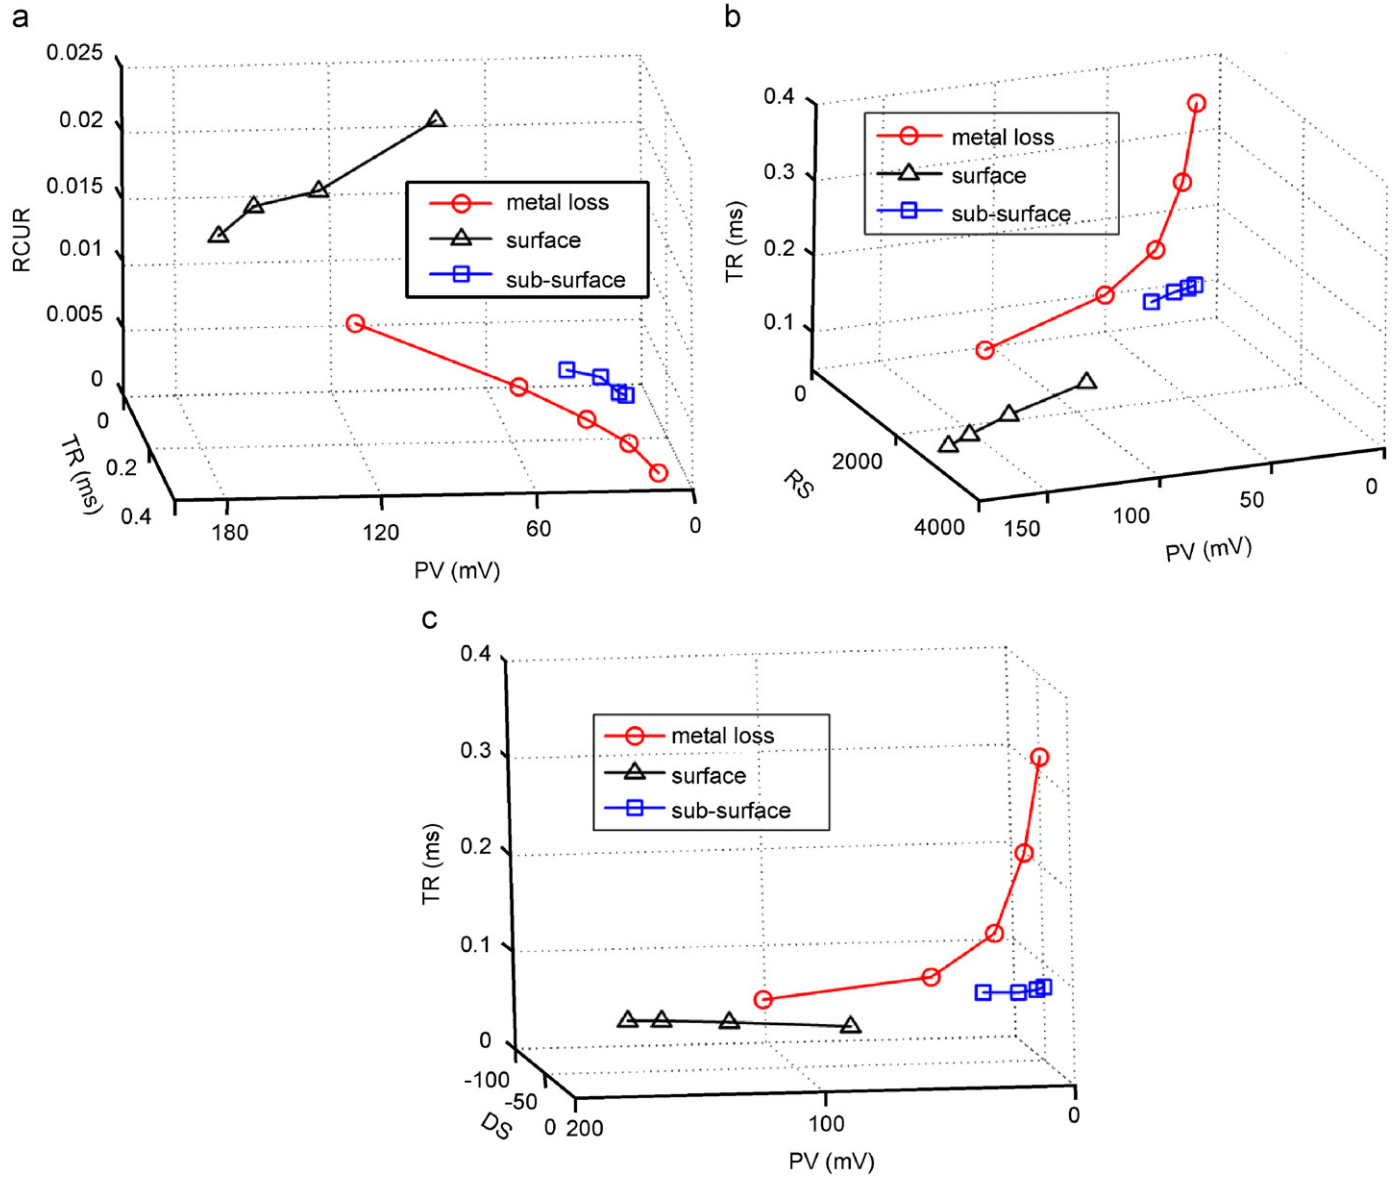 a
0.025
0.02
0.015
0.01
0.005
0
RCUR
0
0.2
0.4
TR (ms)
180
120
60
0
PV (mV)
metal loss
surface
sub-surface
b
0.4
0.3
0.2
0.1
TR (ms)
0
2000
4000
RS
150
100
50
0
PV (mV)
metal loss
surface
sub-surface
c
0.4
0.3
0.2
0.1
0
TR (ms)
-100
-50
0
DS
200
100
0
PV (mV)
metal loss
surface
sub-surface